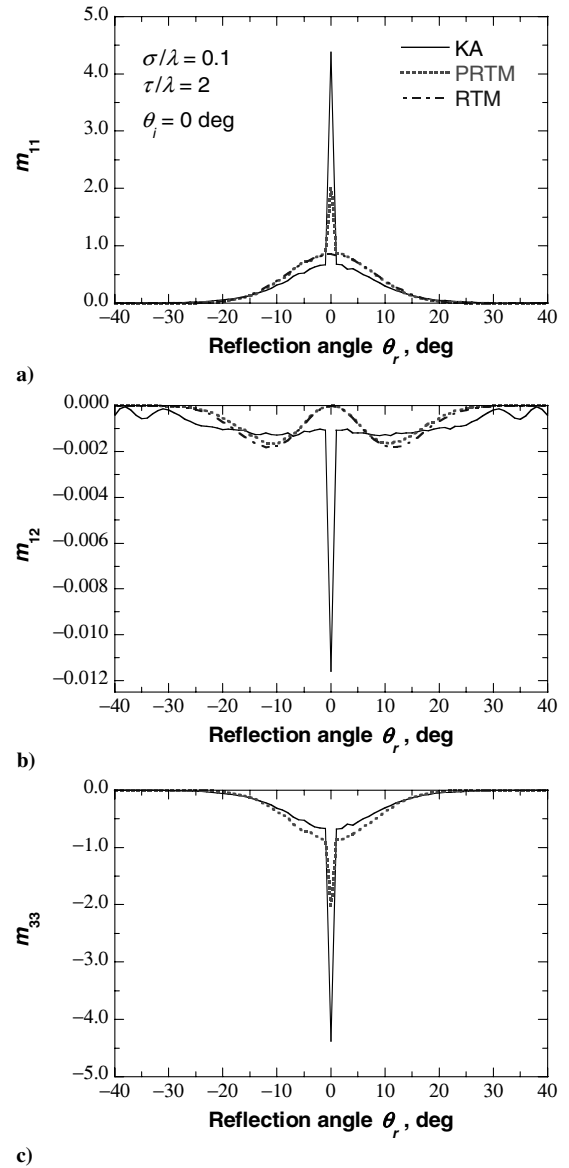 5.0
4.0
3.0
2.0
1.0
0.0
m11
σ/λ = 0.1
τ/λ = 2
θi = 0 deg
KA
PRTM
RTM
−40 −30 −20 −10 0 10 20 30 40
Reflection angle θr, deg
a)
0.000
−0.002
−0.004
−0.006
−0.008
−0.010
−0.012
m12
−40 −30 −20 −10 0 10 20 30 40
Reflection angle θr, deg
b)
0.0
−1.0
−2.0
−3.0
−4.0
−5.0
m33
−40 −30 −20 −10 0 10 20 30 40
Reflection angle θr, deg
c)